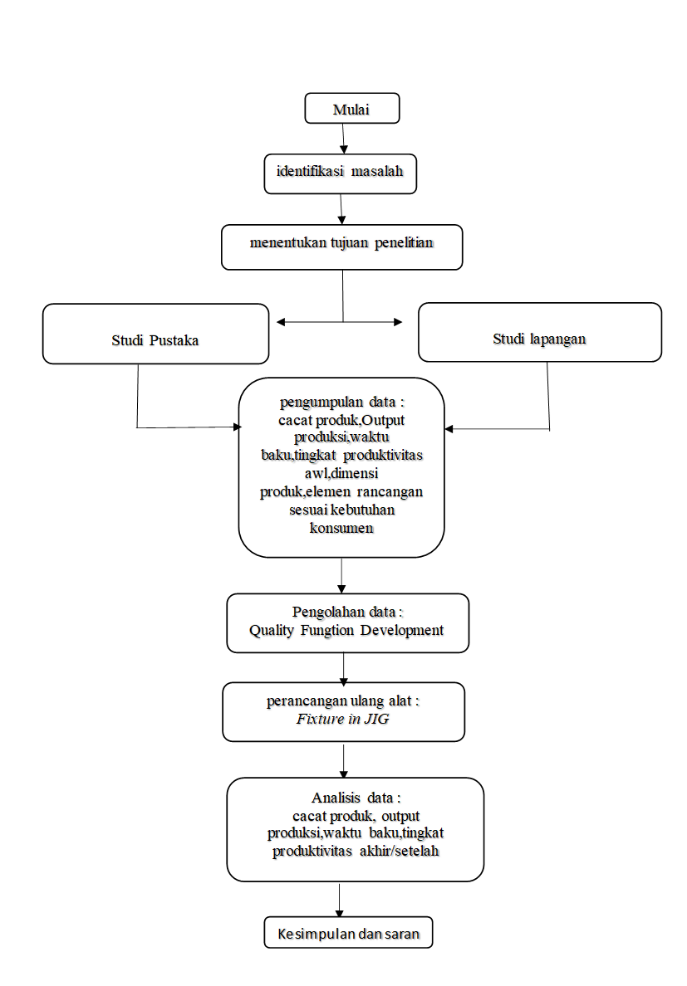 Mulai
identifikasi masalah
menentukan tujuan penelitian
Studi Pustaka
Studi lapangan
pengumpulan data :
cacat produk,Output
produksi,waktu
baku,tingkat produktivitas
awl,dimensi
produk,elemen rancangan
sesuai kebutuhan
konsumen
Pengolahan data :
Quality Fungtion Development
perancangan ulang alat :
Fixture in JIG
Analisis data :
cacat produk, output
produksi,waktu baku,tingkat
produktivitas akhir/setelah
Kesimpulan dan saran